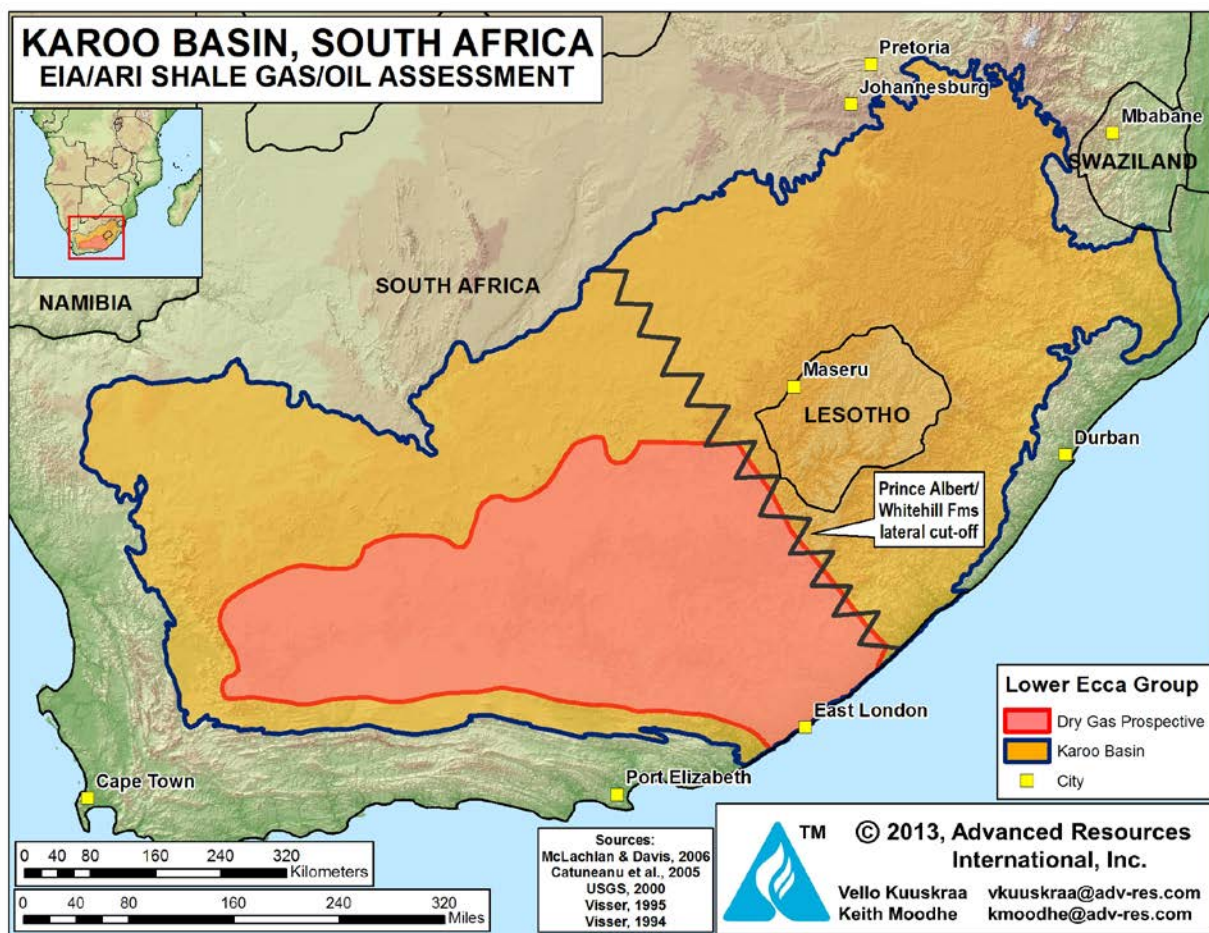 KAROO BASIN, SOUTH AFRICA
EIA/ARI SHALE GAS/OIL ASSESSMENT
Pretoria
Johannesburg
Mbabane
SWAZILAND
NAMIBIA
SOUTH AFRICA
Maseru
LESOTHO
Durban
Prince Albert/
Whitehill Fms
lateral cut-off
East London
Port Elizabeth
Cape Town
Lower Ecca Group
Dry Gas Prospective
Karoo Basin
City
0 40 80 160 240 320
Kilometers
0 40 80 160 240 320
Miles
Sources:
McLachlan & Davis, 2006
Catuneanu et al., 2005
USGS, 2000
Visser, 1995
Visser, 1994
TM
© 2013, Advanced Resources
International, Inc.
Vello Kuuskraa vkuuskraa@adv-res.com
Keith Moodhe kmoodhe@adv-res.com